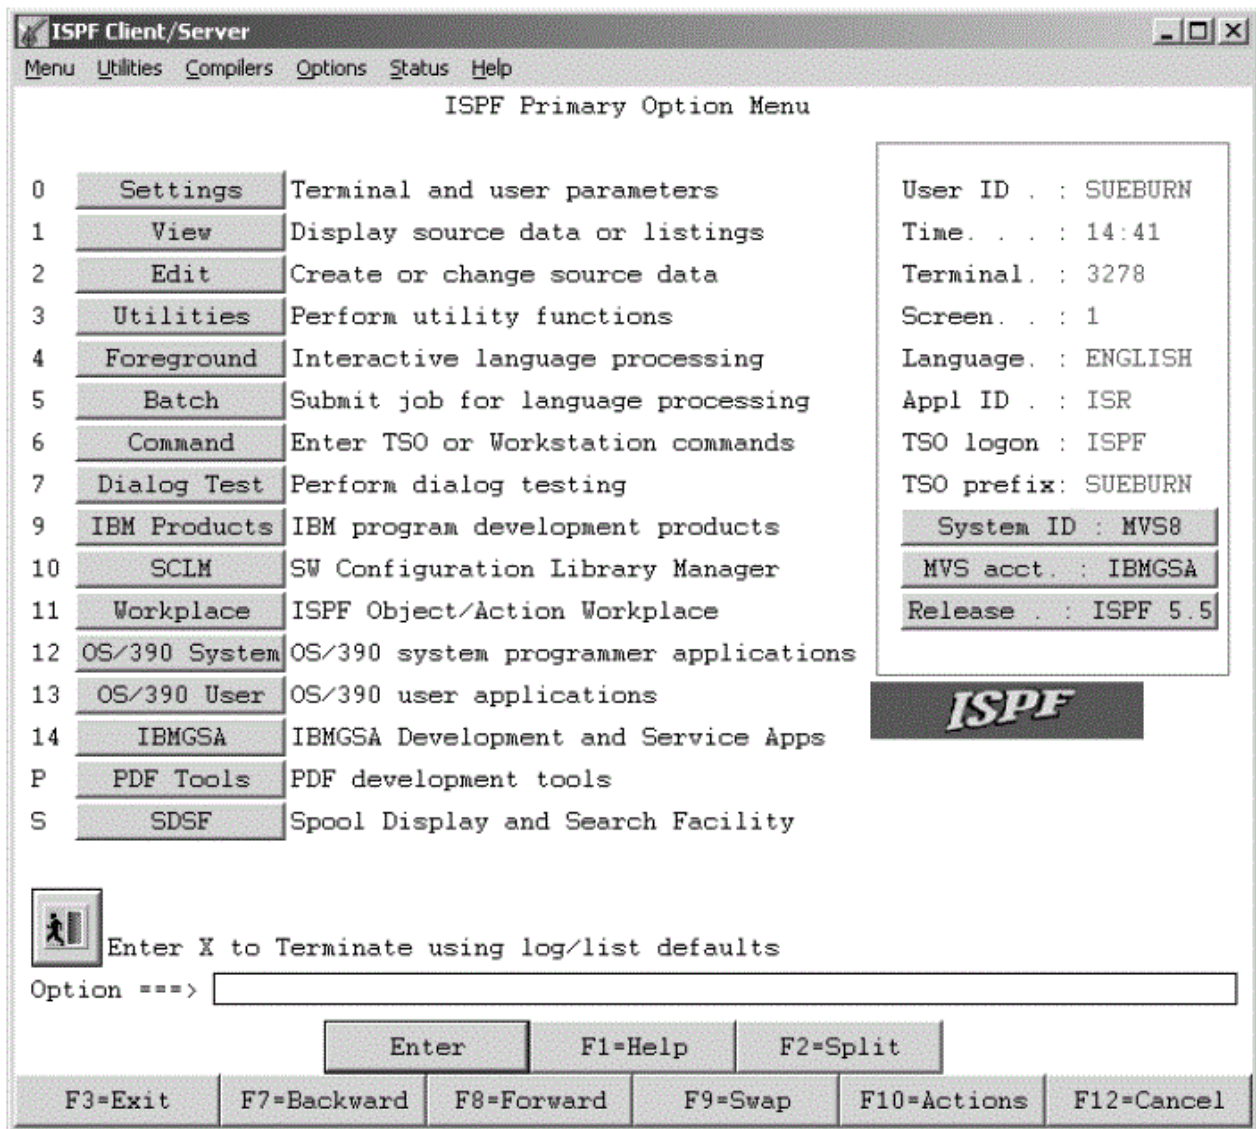 ISPF Client/Server
Menu Utilities Compilers Options Status Help
ISPF Primary Option Menu
0 Settings Terminal and user parameters
1 View Display source data or listings
2 Edit Create or change source data
3 Utilities Perform utility functions
4 Foreground Interactive language processing
5 Batch Submit job for language processing
6 Command Enter TSO or Workstation commands
7 Dialog Test Perform dialog testing
9 IBM Products IBM program development products
10 SCLM SW Configuration Library Manager
11 Workplace ISPF Object/Action Workplace
12 OS/390 System OS/390 system programmer applications
13 OS/390 User OS/390 user applications
14 IBMGSA IBMGSA Development and Service Apps
P PDF Tools PDF development tools
S SDSF Spool Display and Search Facility
User ID . : SUEBURN
Time. . . : 14:41
Terminal. : 3278
Screen. . : 1
Language. : ENGLISH
Appl ID . : ISR
TSO logon : ISPF
TSO prefix: SUEBURN
System ID : MVS8
MVS acct. : IBMGSA
Release . : ISPF 5.5
ISPF
Enter X to Terminate using log/list defaults
Option ===>
Enter F1=Help F2=Split
F3=Exit F7=Backward F8=Forward F9=Swap F10=Actions F12=Cancel